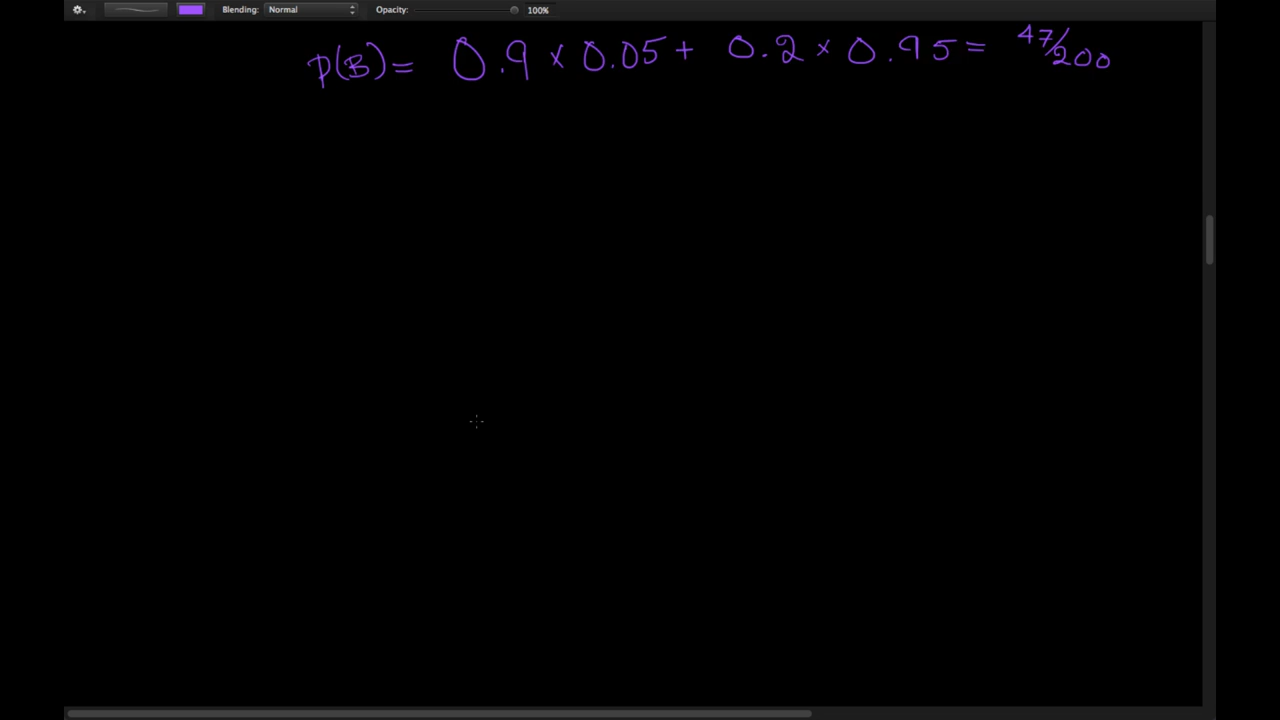 Blending: Normal Opacity: 100%
P(B) = 0.9 × 0.05 + 0.2 × 0.95 = 47/200